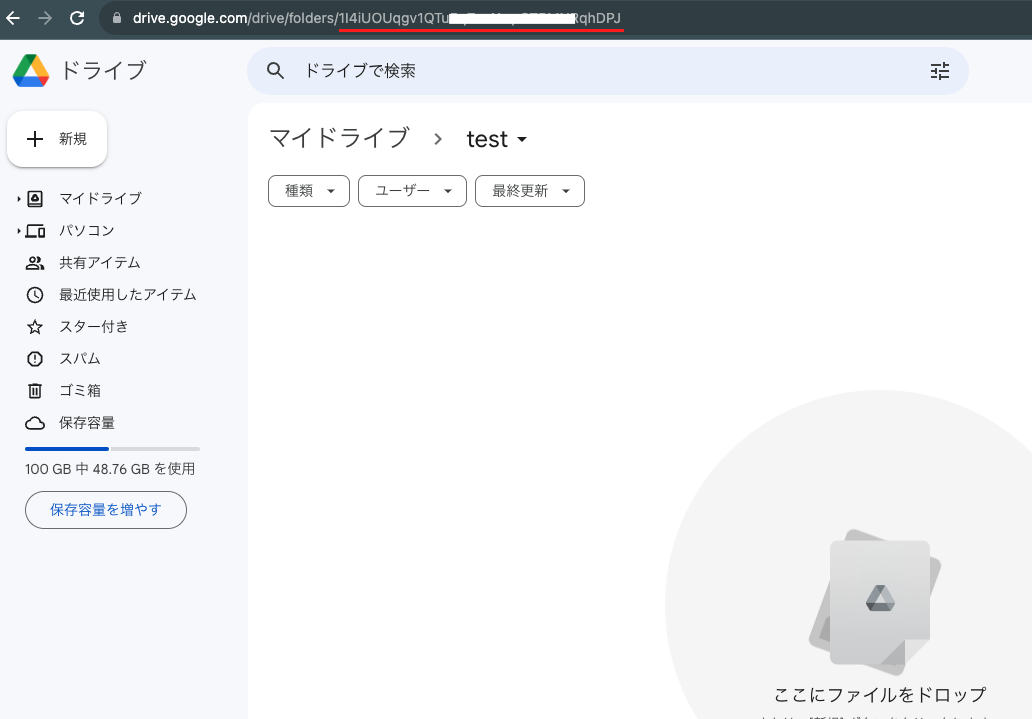 drive.google.com/drive/folders/1I4iUOUqgv1QTu RqhDPJ
ドライブ
ドライブで検索
新規
マイドライブ
パソコン
共有アイテム
最近使用したアイテム
スター付き
スパム
ゴミ箱
保存容量
100 GB 中 48.76 GB を使用
保存容量を増やす
マイドライブ > test
種類
ユーザー
最終更新
ここにファイルをドロップ